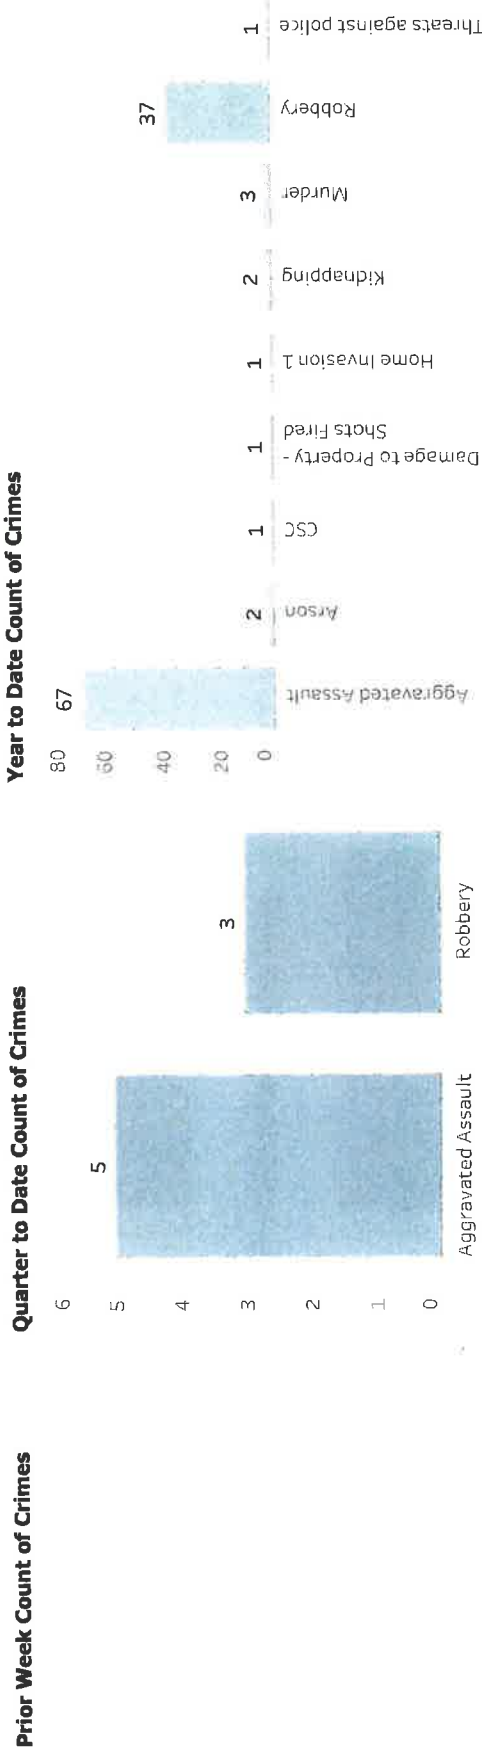 Prior Week Count of Crimes
Quarter to Date Count of Crimes
6
5
4
3
2
1
0
5
3
Aggravated Assault
Robbery
Year to Date Count of Crimes
80
60
40
20
0
67
2
1
1
1
2
3
37
1
Aggravated Assault
Arson
CSC
Damage to Property -
Shots Fired
Home Invasion 1
Kidnapping
Murder
Robbery
Threats against police